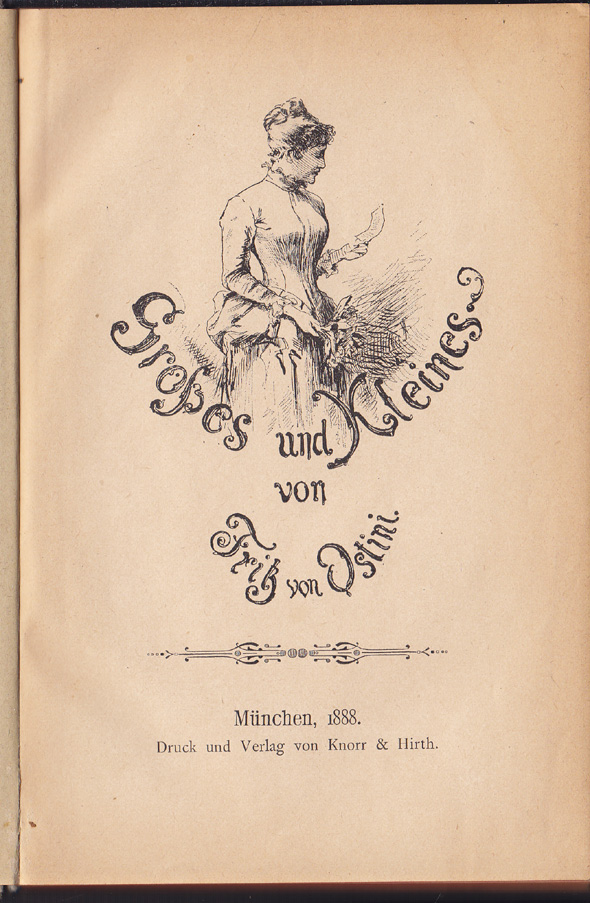 Großes und Kleines
von
Fritz von Ostini.
München, 1888.
Druck und Verlag von Knorr & Hirth.